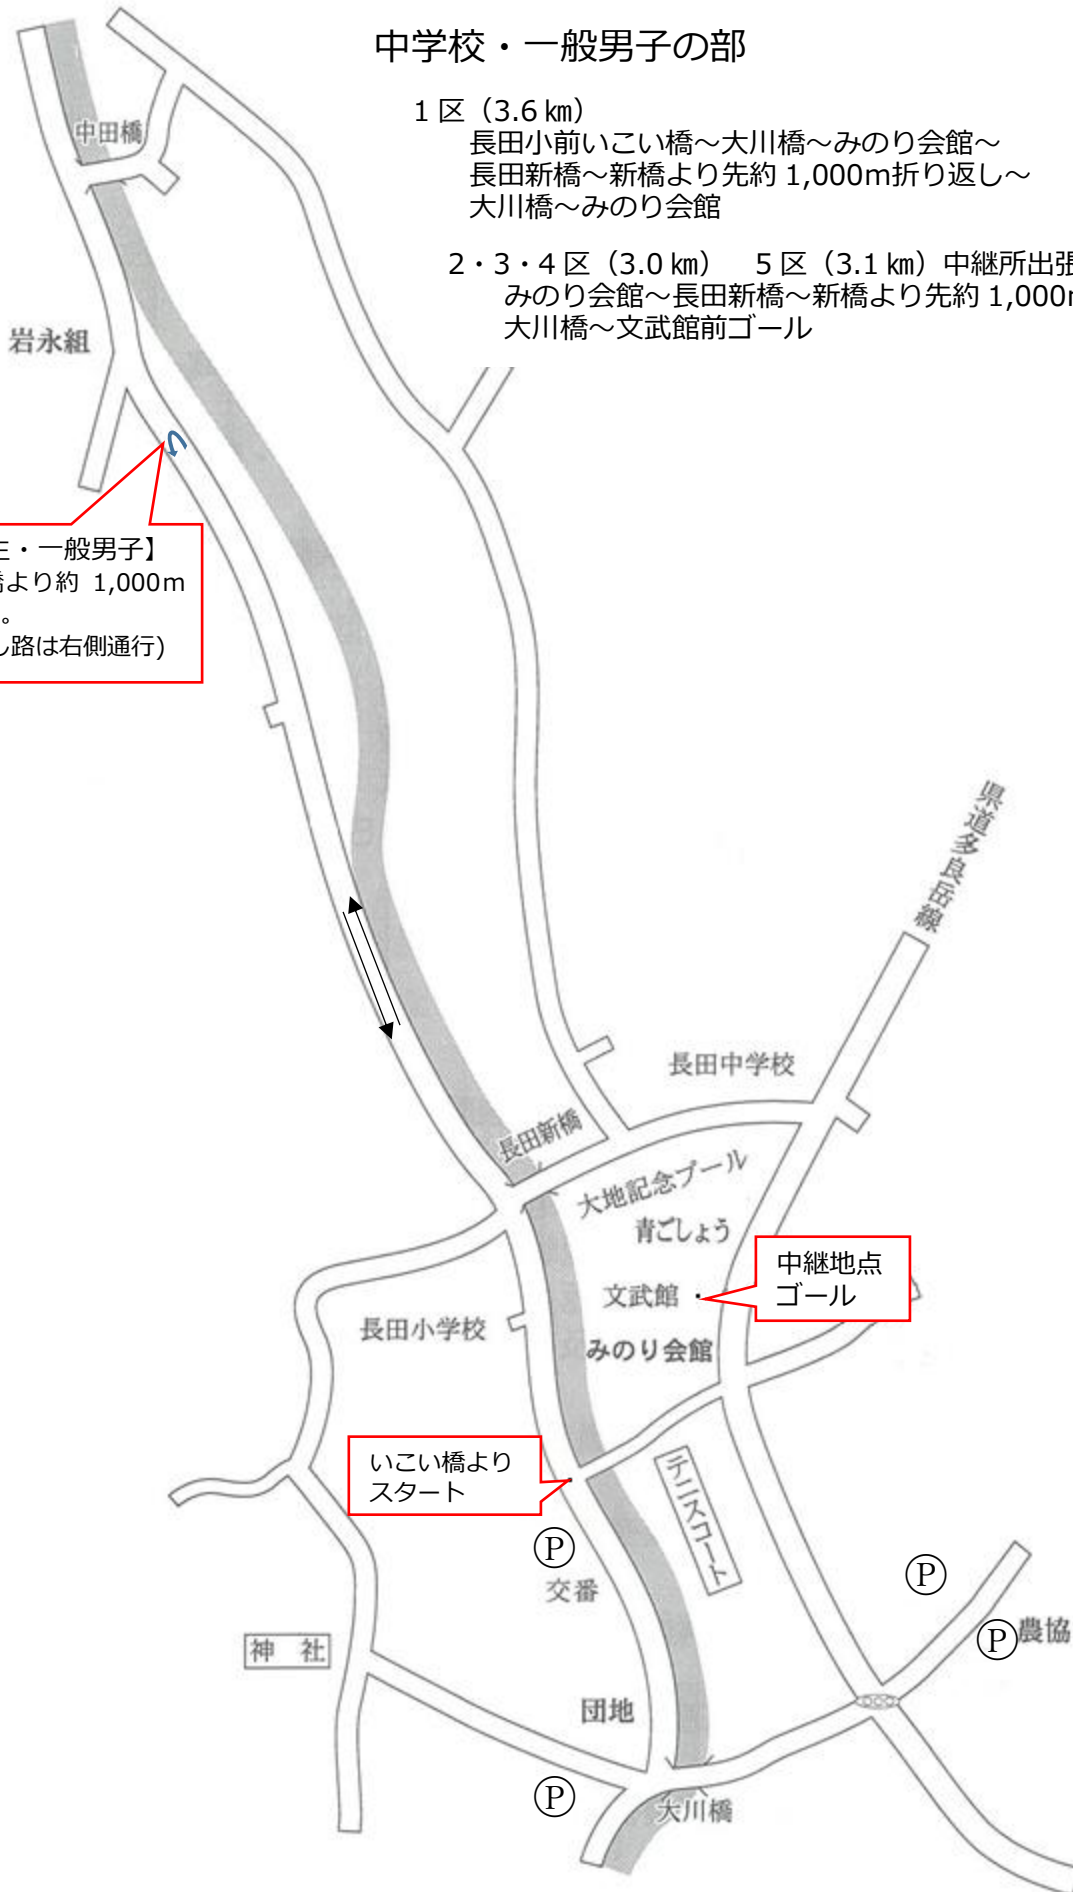 中学校・一般男子の部
1区（3.6㎞）
長田小前いこい橋～大川橋～みのり会館～
長田新橋～新橋より先約1,000m折り返し～
大川橋～みのり会館
2・3・4区（3.0㎞）　5区（3.1㎞）中継所出張
みのり会館～長田新橋～新橋より先約1,000m
大川橋～文武館前ゴール
中田橋
岩永組
・一般男子】
橋より約 1,000m
。
し路は右側通行)
県道多良岳線
長田中学校
長田新橋
大地記念プール
青ごしょう
中継地点
ゴール
文武館
長田小学校
みのり会館
いこい橋より
スタート
テニスコート
P
交番
P
P
農協
神 社
団地
P
大川橋